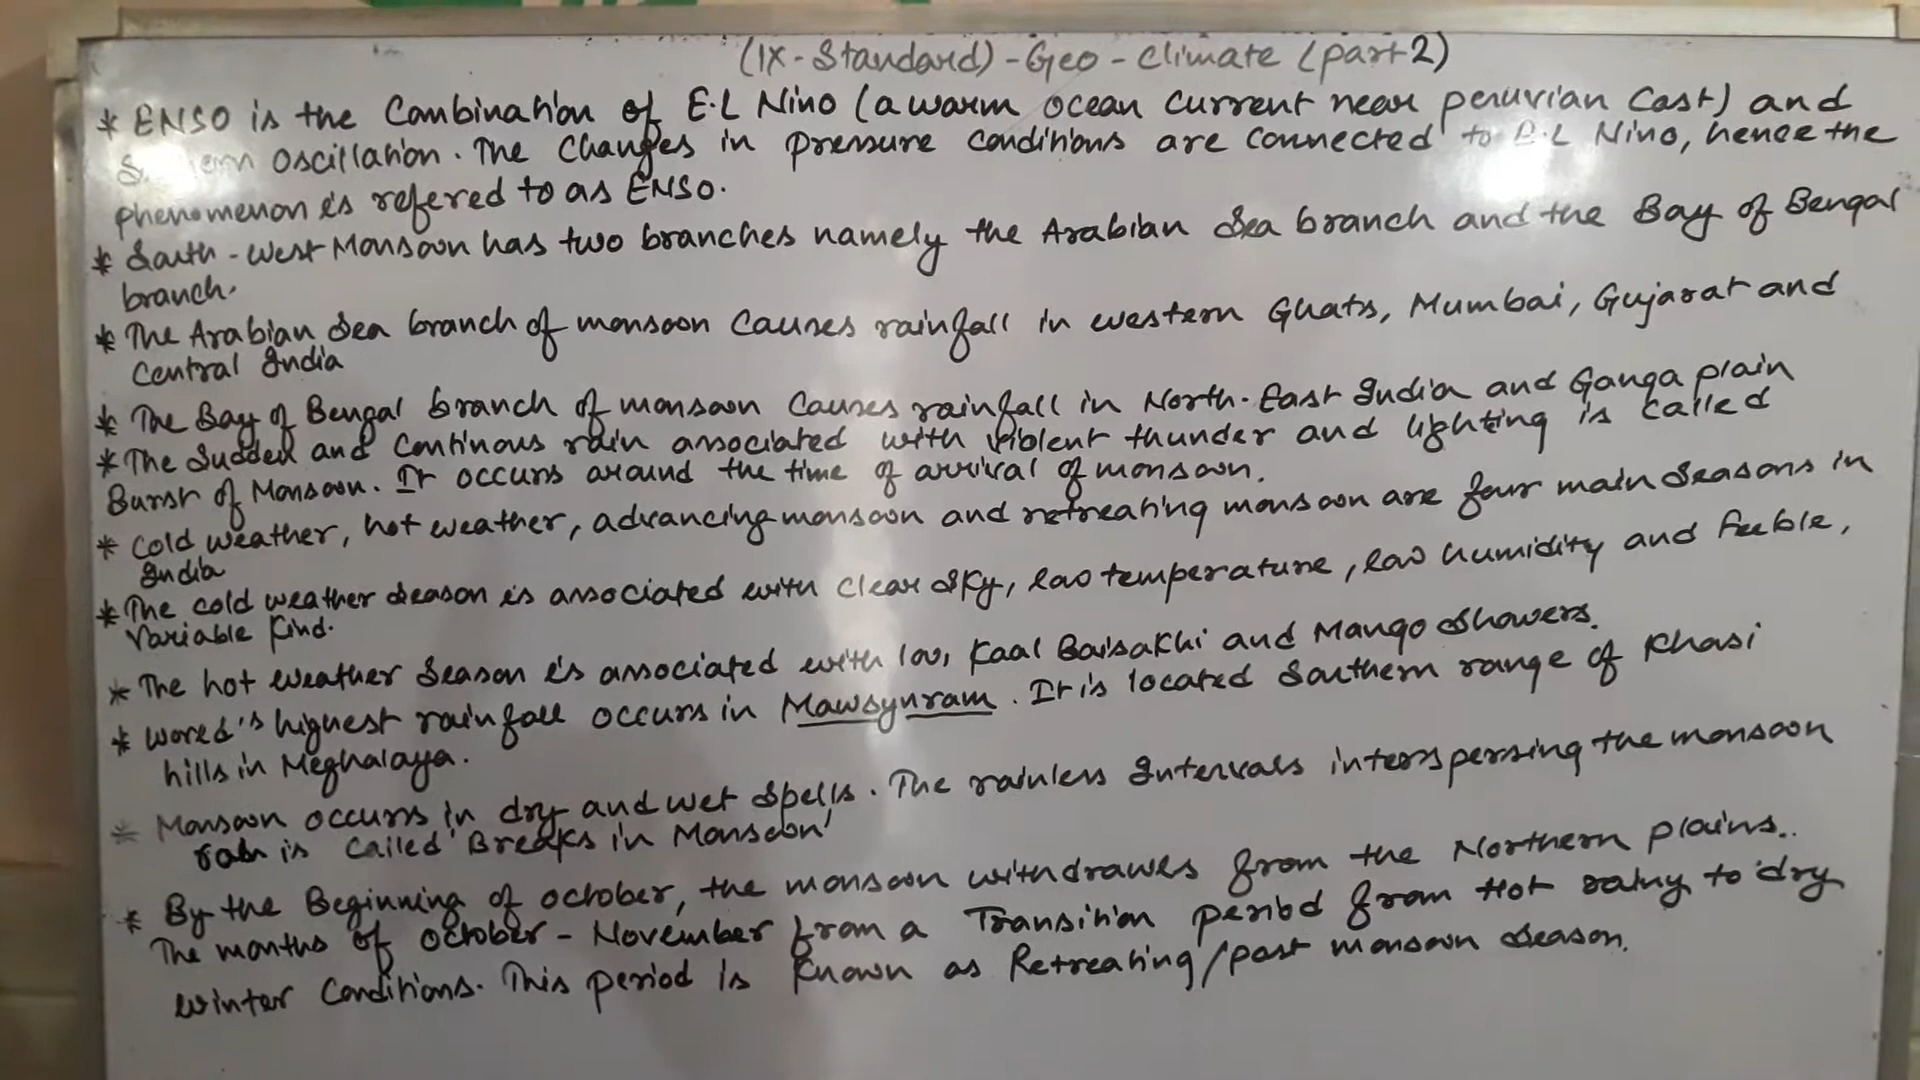 (IX-Standard)-Geo-Climate (part 2)
* ENSO is the Combination of E.L Nino (a warm ocean current near peruvian Cast) and
oscillation. The changes in pressure conditions are connected to E.L Nino, hence the
phenomenon is refered to as ENSO.
* South-West Monsoon has two branches namely the Arabian Sea branch and the Bay of Bengal
branch.
* The Arabian Sea branch of monsoon causes rainfall in western Ghats, Mumbai, Gujarat and
Central India
* The Bay of Bengal branch of monsoon causes rainfall in North-East India and Ganga plain
* The Sudden and Continous rain associated with violent thunder and lighting is called
Burst of Monsoon. It occurs around the time of arrival of monsoon.
* Cold weather, hot weather, advancing monsoon and retreating monsoon are four main seasons in
India
* The cold weather season is associated with clear sky, low temperature, low humidity and feeble,
Variable kind.
* The hot weather season is associated with loo, Kaal Baisakhi and Mango showers.
* World's highest rainfall occurs in Mawsynram. It is located Southern range of Khasi
hills in Meghalaya.
* Monsoon occurrs in dry and wet spells. The rainless Intervals interspersing the monsoon
rain is called 'Breaks in Monsoon'
* By the Beginning of october, the monsoon withdrawes from the Northern plains..
The months of october - November from a Transition period from Hot rainy to dry
winter Conditions. This period is known as Retreating/post monsoon season.